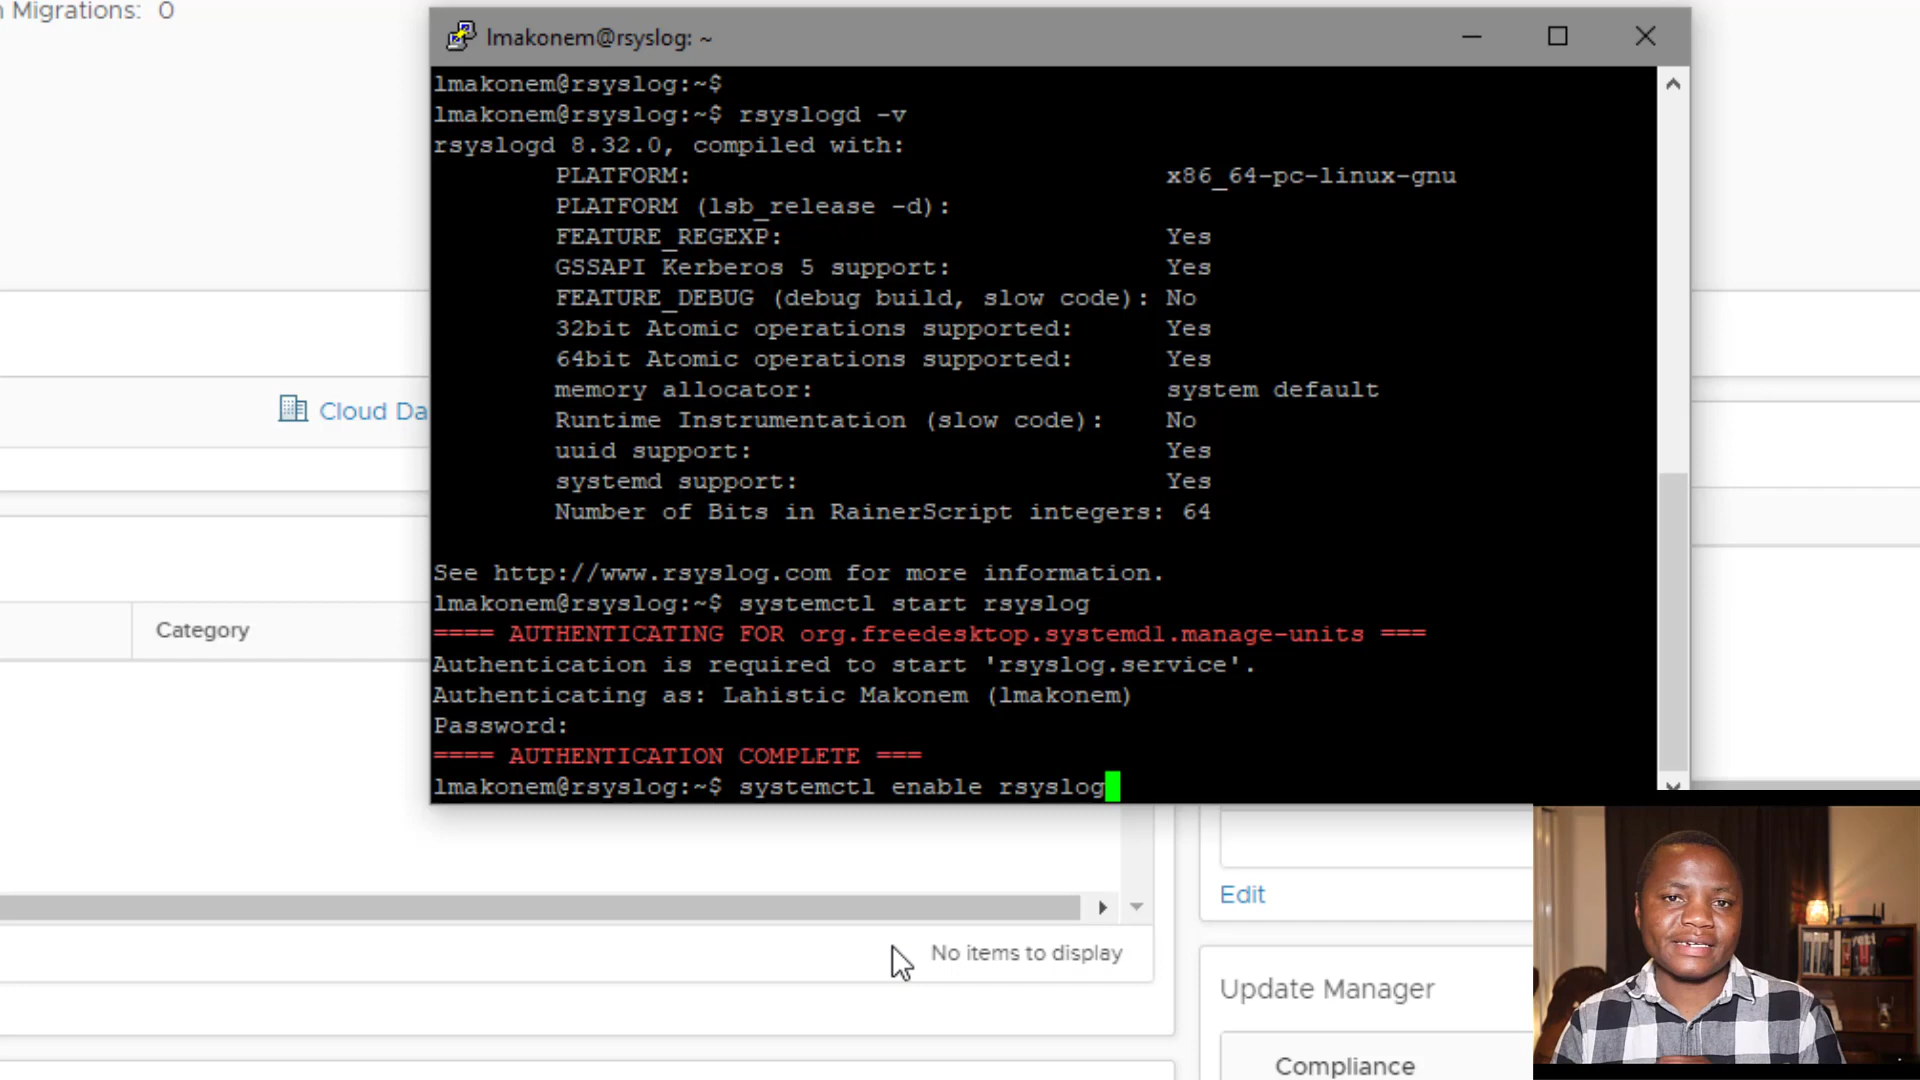 n Migrations: 0
lmakonem@rsyslog: ~
lmakonem@rsyslog:~$
lmakonem@rsyslog:~$ rsyslogd -v
rsyslogd 8.32.0, compiled with:
PLATFORM: x86_64-pc-linux-gnu
PLATFORM (lsb_release -d):
FEATURE_REGEXP: Yes
GSSAPI Kerberos 5 support: Yes
FEATURE_DEBUG (debug build, slow code): No
32bit Atomic operations supported: Yes
64bit Atomic operations supported: Yes
memory allocator: system default
Runtime Instrumentation (slow code): No
uuid support: Yes
systemd support: Yes
Number of Bits in RainerScript integers: 64
See http://www.rsyslog.com for more information.
lmakonem@rsyslog:~$ systemctl start rsyslog
==== AUTHENTICATING FOR org.freedesktop.systemd1.manage-units ===
Authentication is required to start 'rsyslog.service'.
Authenticating as: Lahistic Makonem (lmakonem)
Password:
==== AUTHENTICATION COMPLETE ===
lmakonem@rsyslog:~$ systemctl enable rsyslog
Cloud Da
Category
No items to display
Edit
Update Manager
Compliance